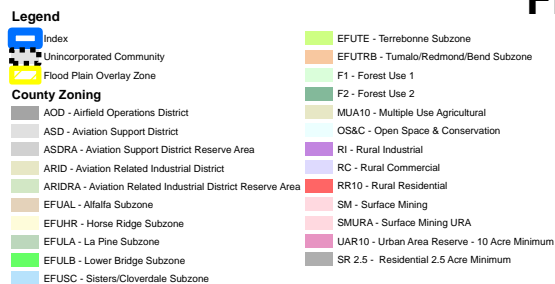 Legend
Index
Unincorporated Community
Flood Plain Overlay Zone
County Zoning
AOD - Airfield Operations District
ASD - Aviation Support District
ASDRA - Aviation Support District Reserve Area
ARID - Aviation Related Industrial District
ARIDRA - Aviation Related Industrial District Reserve Area
EFUAL - Alfalfa Subzone
EFUHR - Horse Ridge Subzone
EFULA - La Pine Subzone
EFULB - Lower Bridge Subzone
EFUSC - Sisters/Cloverdale Subzone
EFUTE - Terrebonne Subzone
EFUTRB - Tumalo/Redmond/Bend Subzone
F1 - Forest Use 1
F2 - Forest Use 2
MUA10 - Multiple Use Agricultural
OS&C - Open Space & Conservation
RI - Rural Industrial
RC - Rural Commercial
RR10 - Rural Residential
SM - Surface Mining
SMURA - Surface Mining URA
UAR10 - Urban Area Reserve - 10 Acre Minimum
SR 2.5 - Residential 2.5 Acre Minimum